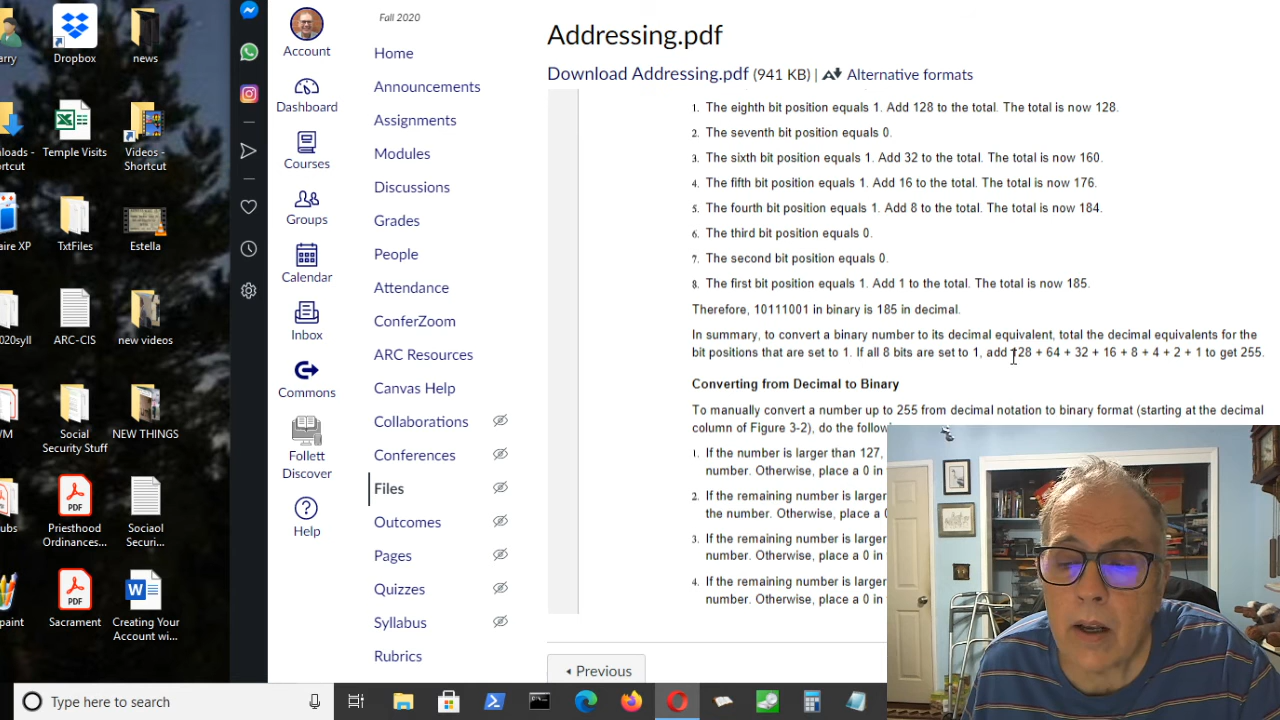 Dropbox
news
Temple Visits
Videos -
Shortcut
TxtFiles
Estella
ARC-CIS
new videos
Social
Security Stuff
NEW THINGS
PDF
Priesthood
Ordinances...
Sociaol
Securi...
PDF
Sacrament
Creating Your
Account wi...
Fall 2020
Account
Dashboard
Courses
Groups
Calendar
Inbox
Commons
Follett
Discover
Help
Home
Announcements
Assignments
Modules
Discussions
Grades
People
Attendance
ConferZoom
ARC Resources
Canvas Help
Collaborations
Conferences
Files
Outcomes
Pages
Quizzes
Syllabus
Rubrics
Addressing.pdf
Download Addressing.pdf (941 KB) | Alternative formats
1. The eighth bit position equals 1. Add 128 to the total. The total is now 128.
2. The seventh bit position equals 0.
3. The sixth bit position equals 1. Add 32 to the total. The total is now 160.
4. The fifth bit position equals 1. Add 16 to the total. The total is now 176.
5. The fourth bit position equals 1. Add 8 to the total. The total is now 184.
6. The third bit position equals 0.
7. The second bit position equals 0.
8. The first bit position equals 1. Add 1 to the total. The total is now 185.
Therefore, 10111001 in binary is 185 in decimal.
In summary, to convert a binary number to its decimal equivalent, total the decimal equivalents for the
bit positions that are set to 1. If all 8 bits are set to 1, add 128 + 64 + 32 + 16 + 8 + 4 + 2 + 1 to get 255.
Converting from Decimal to Binary
To manually convert a number up to 255 from decimal notation to binary format (starting at the decimal
column of Figure 3-2), do the
1. If the number is larger than 127,
number. Otherwise, place a 0 in
2. If the remaining number is larger
the number. Otherwise, place a
3. If the remaining number is larger
number. Otherwise, place a 0 in
4. If the remaining number is larger
number. Otherwise, place a 0 in
Previous
Type here to search